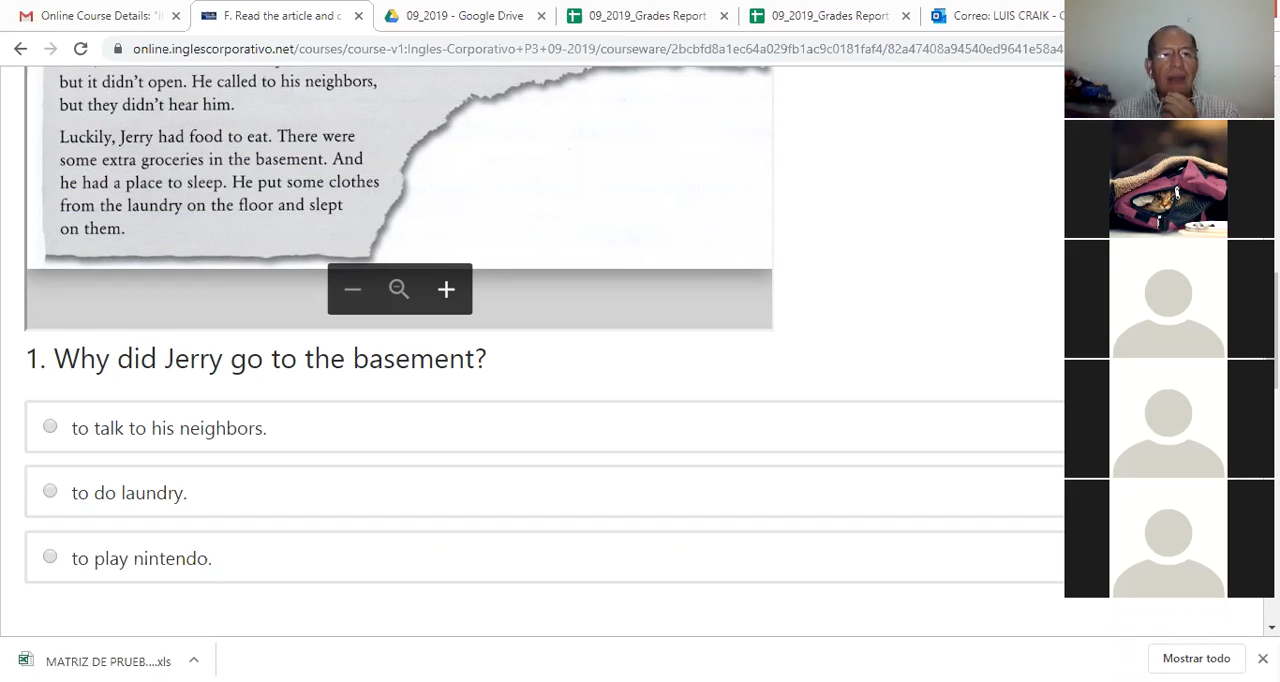 Online Course Details: "I
F. Read the article and c
09_2019 - Google Drive
09_2019_Grades Report
09_2019_Grades Report
Correo: LUIS CRAIK - O
online.inglescorporativo.net/courses/course-v1:Ingles-Corporativo+P3+09-2019/courseware/2bcbfd8a1ec64a029fb1ac9c0181faf4/82a47408a94540ed9641e58a4
but it didn't open. He called to his neighbors,
but they didn't hear him.
Luckily, Jerry had food to eat. There were
some extra groceries in the basement. And
he had a place to sleep. He put some clothes
from the laundry on the floor and slept
on them.
1. Why did Jerry go to the basement?
to talk to his neighbors.
to do laundry.
to play nintendo.
MATRIZ DE PRUEB....xls
Mostrar todo